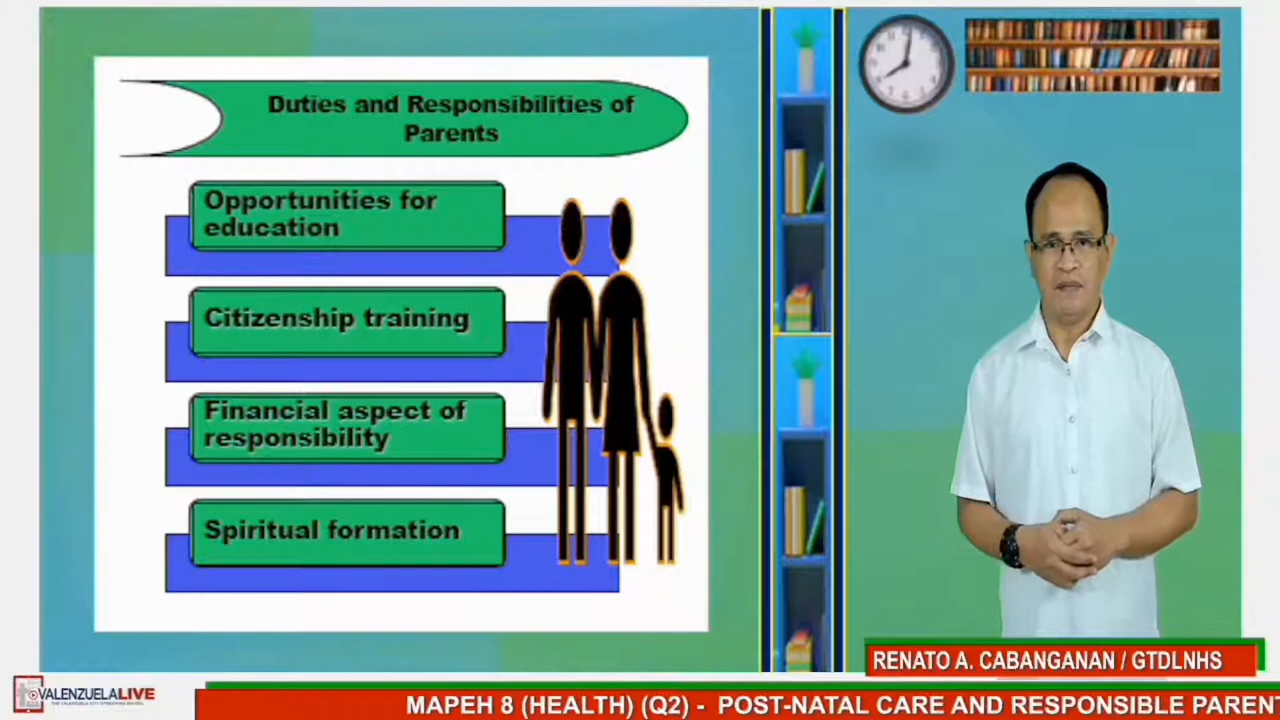 Duties and Responsibilities of
Parents
Opportunities for
education
Citizenship training
Financial aspect of
responsibility
Spiritual formation
RENATO A. CABANGANAN / GTDLNHS
VALENZUELALIVE
MAPEH 8 (HEALTH) (Q2) - POST-NATAL CARE AND RESPONSIBLE PARENT